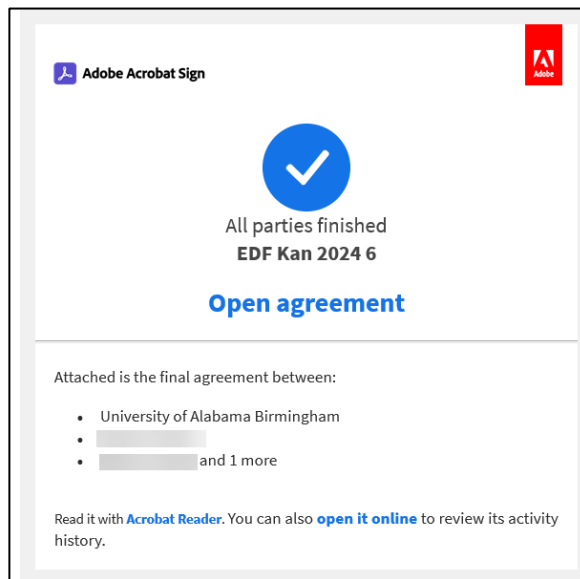 Adobe Acrobat Sign
Adobe
All parties finished
EDF Kan 2024 6
Open agreement
Attached is the final agreement between:
• University of Alabama Birmingham
•
• and 1 more
Read it with Acrobat Reader. You can also open it online to review its activity
history.